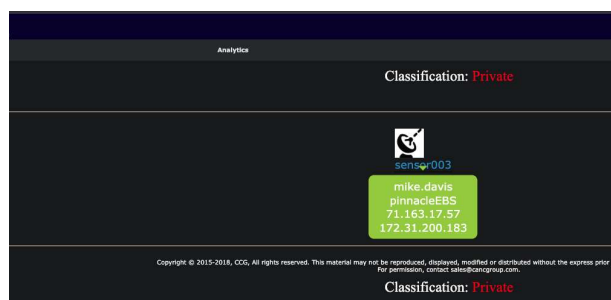 Analytics
Classification: Private
sensor003
mike.davis
pinnacleEBS
71.163.17.57
172.31.200.183
Copyright © 2015-2018, CCG, All rights reserved. This material may not be reproduced, displayed, modified or distributed without the express prior
For permission, contact sales@cancgroup.com.
Classification: Private